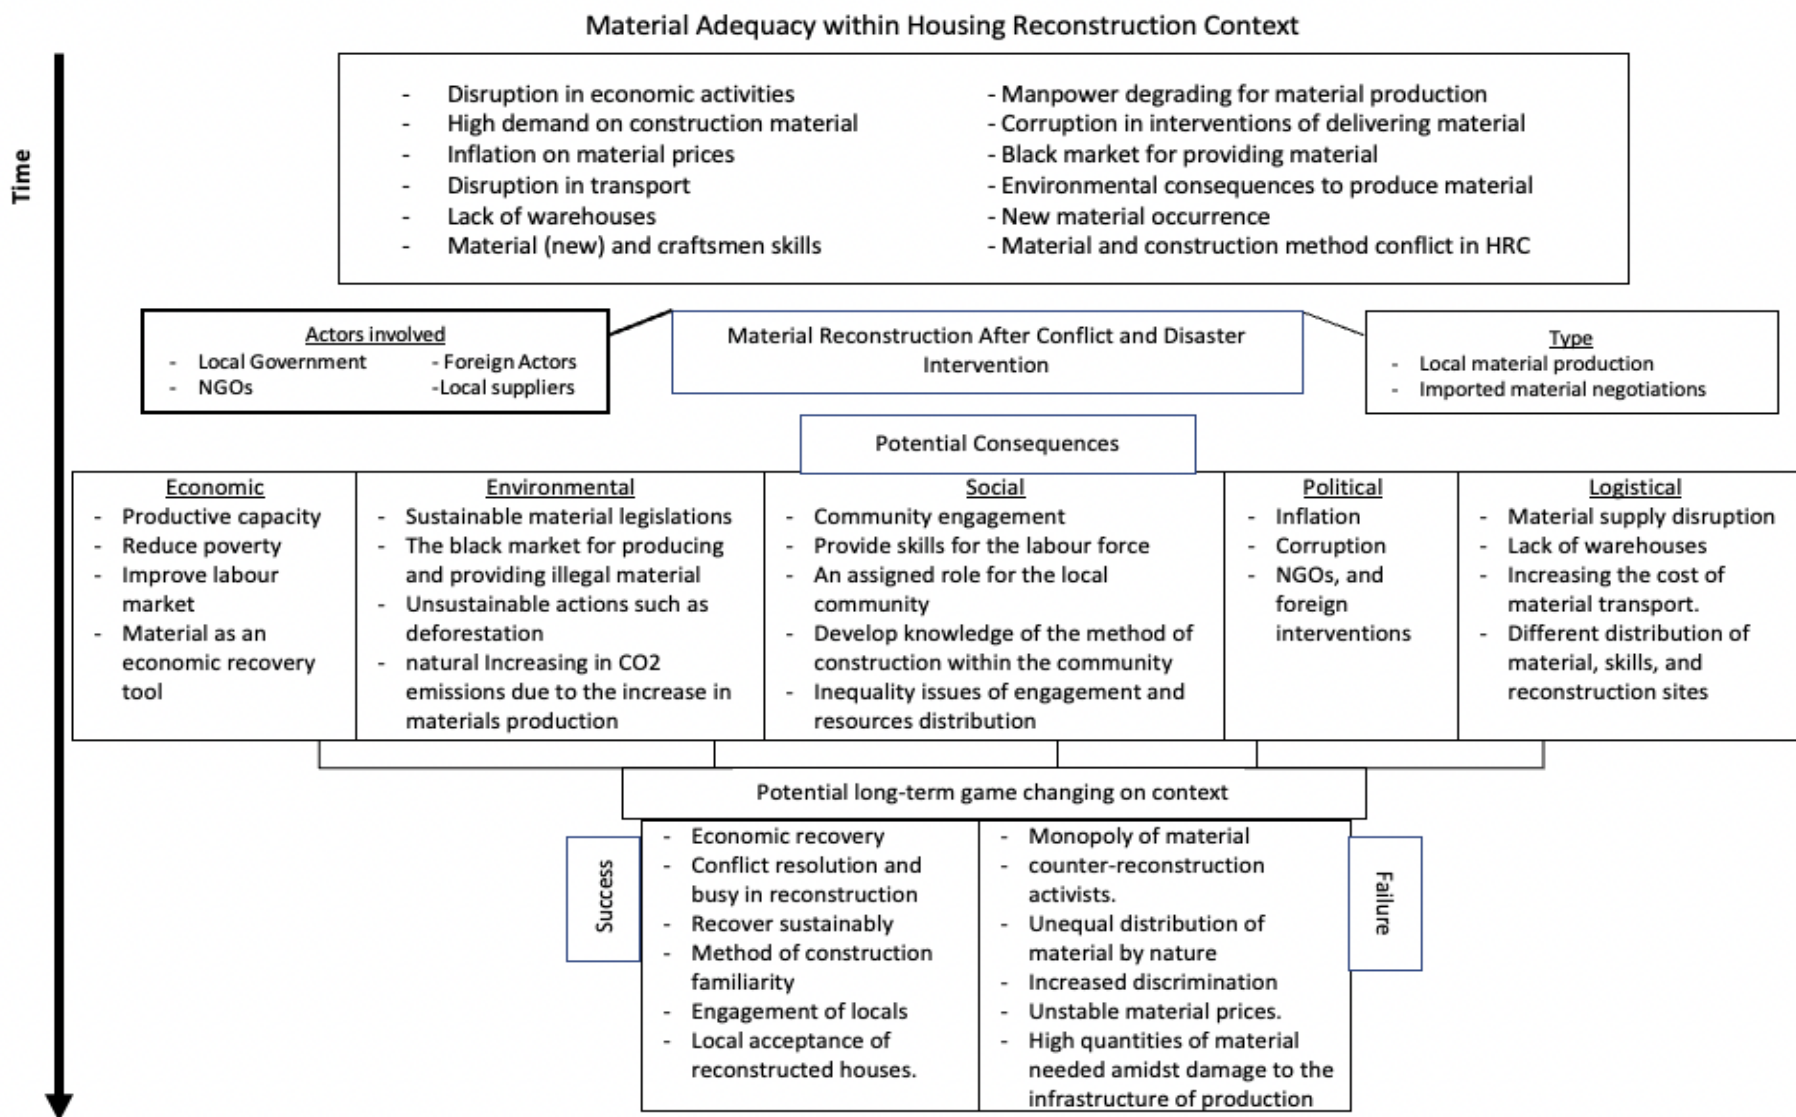 Material Adequacy within Housing Reconstruction Context
Time
- Disruption in economic activities
- High demand on construction material
- Inflation on material prices
- Disruption in transport
- Lack of warehouses
- Material (new) and craftsmen skills
- Manpower degrading for material production
- Corruption in interventions of delivering material
- Black market for providing material
- Environmental consequences to produce material
- New material occurrence
- Material and construction method conflict in HRC
Actors involved
- Local Government
- NGOs
- Foreign Actors
-Local suppliers
Material Reconstruction After Conflict and Disaster
Intervention
Type
- Local material production
- Imported material negotiations
Potential Consequences
Economic
- Productive capacity
- Reduce poverty
- Improve labour
market
- Material as an
economic recovery
tool
Environmental
- Sustainable material legislations
- The black market for producing
and providing illegal material
- Unsustainable actions such as
deforestation
- natural Increasing in CO2
emissions due to the increase in
materials production
Social
- Community engagement
- Provide skills for the labour force
- An assigned role for the local
community
- Develop knowledge of the method of
construction within the community
- Inequality issues of engagement and
resources distribution
Political
- Inflation
- Corruption
- NGOs, and
foreign
interventions
Logistical
- Material supply disruption
- Lack of warehouses
- Increasing the cost of
material transport.
- Different distribution of
material, skills, and
reconstruction sites
Potential long-term game changing on context
Success
- Economic recovery
- Conflict resolution and
busy in reconstruction
- Recover sustainably
- Method of construction
familiarity
- Engagement of locals
- Local acceptance of
reconstructed houses.
- Monopoly of material
- counter-reconstruction
activists.
- Unequal distribution of
material by nature
- Increased discrimination
- Unstable material prices.
- High quantities of material
needed amidst damage to the
infrastructure of production
Failure